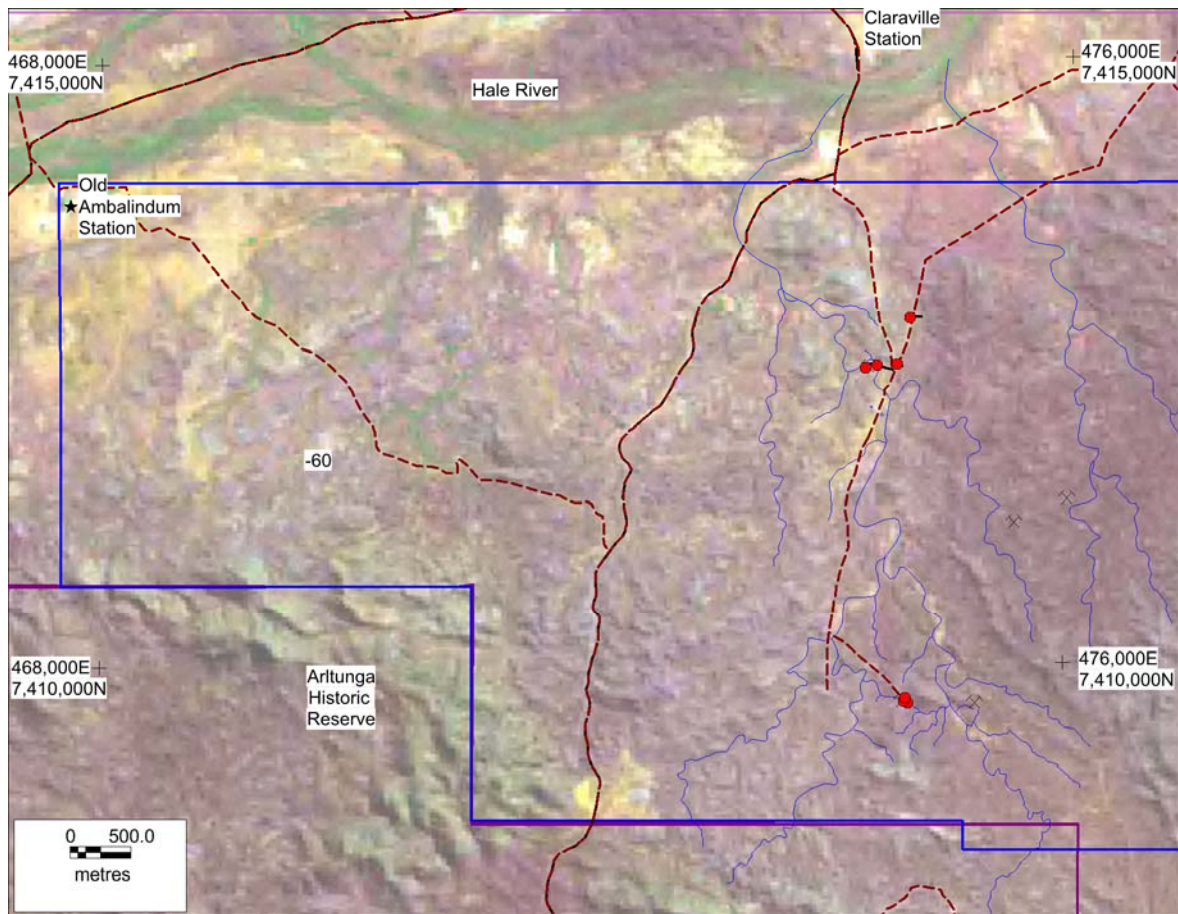 Claraville
Station
468,000E
7,415,000N
476,000E
7,415,000N
Hale River
Old
Ambalindum
Station
-60
468,000E
7,410,000N
Arltunga
Historic
Reserve
476,000E
7,410,000N
0 500.0
metres